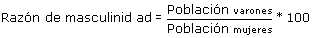 Razón de masculinid ad = Población varones / Población mujeres * 100